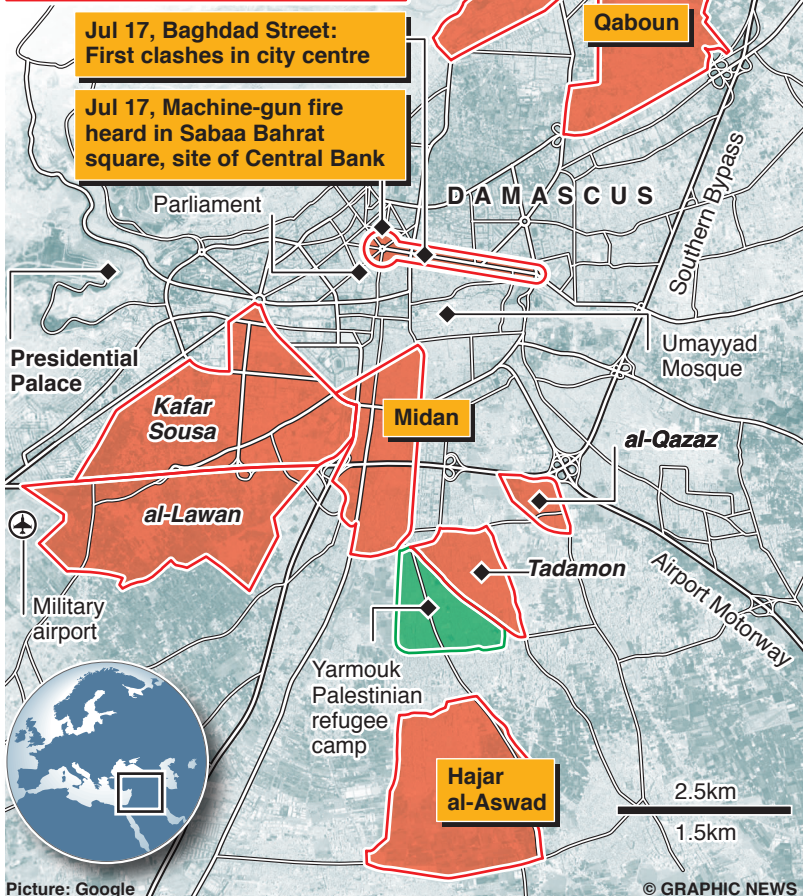 Qaboun
Jul 17, Baghdad Street:
First clashes in city centre
Jul 17, Machine-gun fire
heard in Sabaa Bahrat
square, site of Central Bank
DAMASCUS
Parliament
Southern Bypass
Presidential
Palace
Umayyad
Mosque
Kafar
Sousa
Midan
al-Qazaz
al-Lawan
Military
airport
Tadamon
Airport Motorway
Yarmouk
Palestinian
refugee
camp
Hajar
al-Aswad
2.5km
1.5km
Picture: Google
© GRAPHIC NEWS